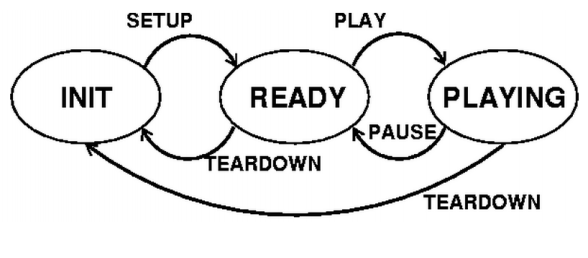 SETUP
PLAY
INIT
READY
PLAYING
PAUSE
TEARDOWN
TEARDOWN